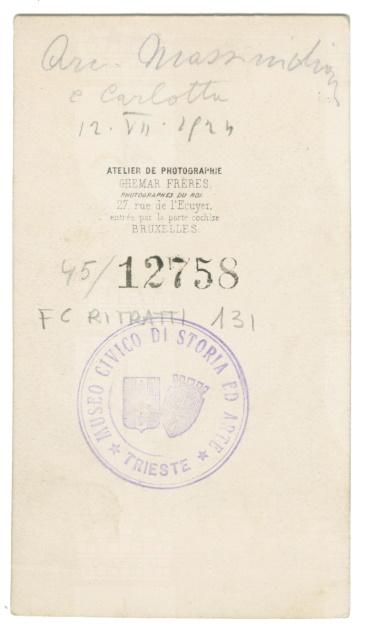 Arc. Massimilian
e Carlotta
12. VII. 1924
ATELIER DE PHOTOGRAPHIE
GHEMAR FRÈRES,
PHOTOGRAPHES DU ROI
27, rue de l'Ecuyer,
entrée par la porte cochère
BRUXELLES.
45/12758
FC RITRATTI 131
MUSEO CIVICO DI STORIA ED ARTE
TRIESTE